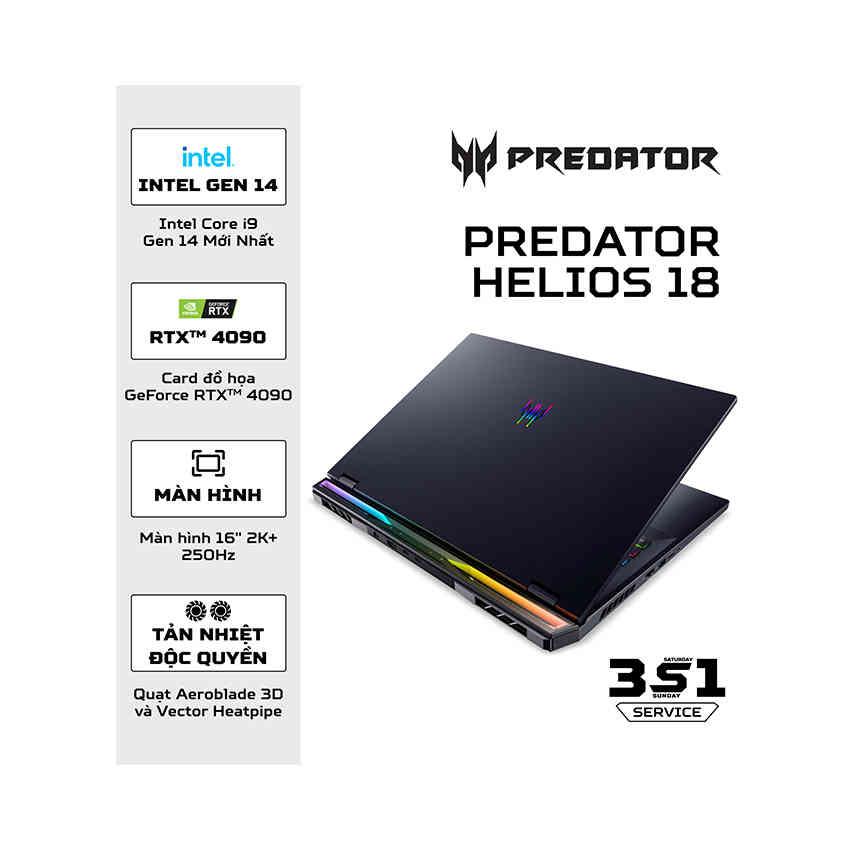 intel.
INTEL GEN 14
Intel Core i9
Gen 14 Mới Nhất
NVIDIA
GEFORCE
RTX
RTX™ 4090
Card đồ họa
GeForce RTX™ 4090
MÀN HÌNH
Màn hình 16" 2K+
250Hz
TẢN NHIỆT
ĐỘC QUYỀN
Quạt Aeroblade 3D
và Vector Heatpipe
PREDATOR
PREDATOR
HELIOS 18
3S1
SATURDAY
SUNDAY
SERVICE